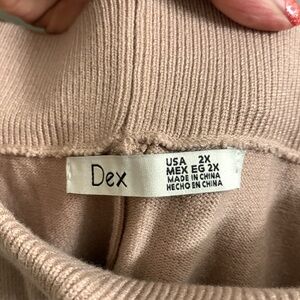 Dex
USA 2X
MEX EG 2X
MADE IN CHINA
HECHO EN CHINA